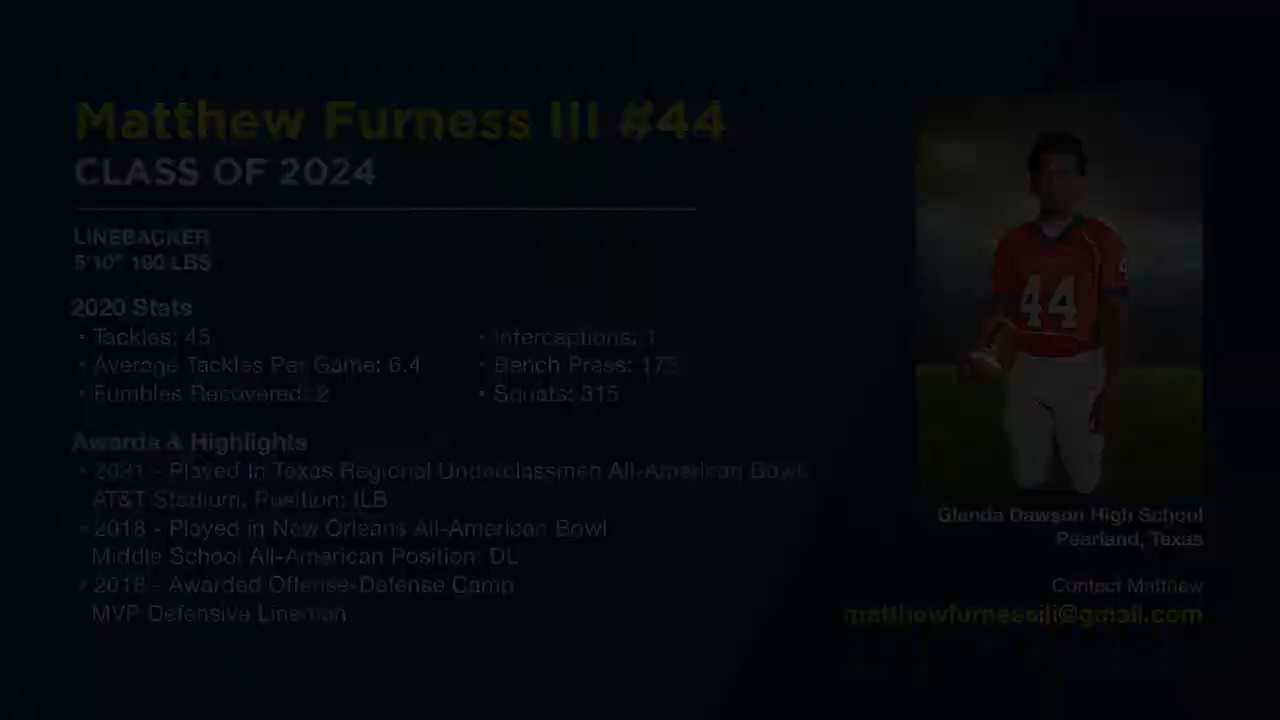 Matthew Furness III #44
CLASS OF 2024
LINEBACKER
5'10" 190 LBS
2020 Stats
• Tackles: 45
• Average Tackles Per Game: 6.4
• Fumbles Recovered: 2
• Interceptions: 1
• Bench Press: 175
• Squats: 315
Awards & Highlights
• 2021 - Played in Texas Regional Underclassmen All-American Bowl
AT&T Stadium, Position: ILB
• 2018 - Played in New Orleans All-American Bowl
Middle School All-American Position: DL
• 2018 - Awarded Offense-Defense Camp
MVP Defensive Lineman
44
Glenda Dawson High School
Pearland, Texas
Contact Matthew
matthewfurnessiii@gmail.com